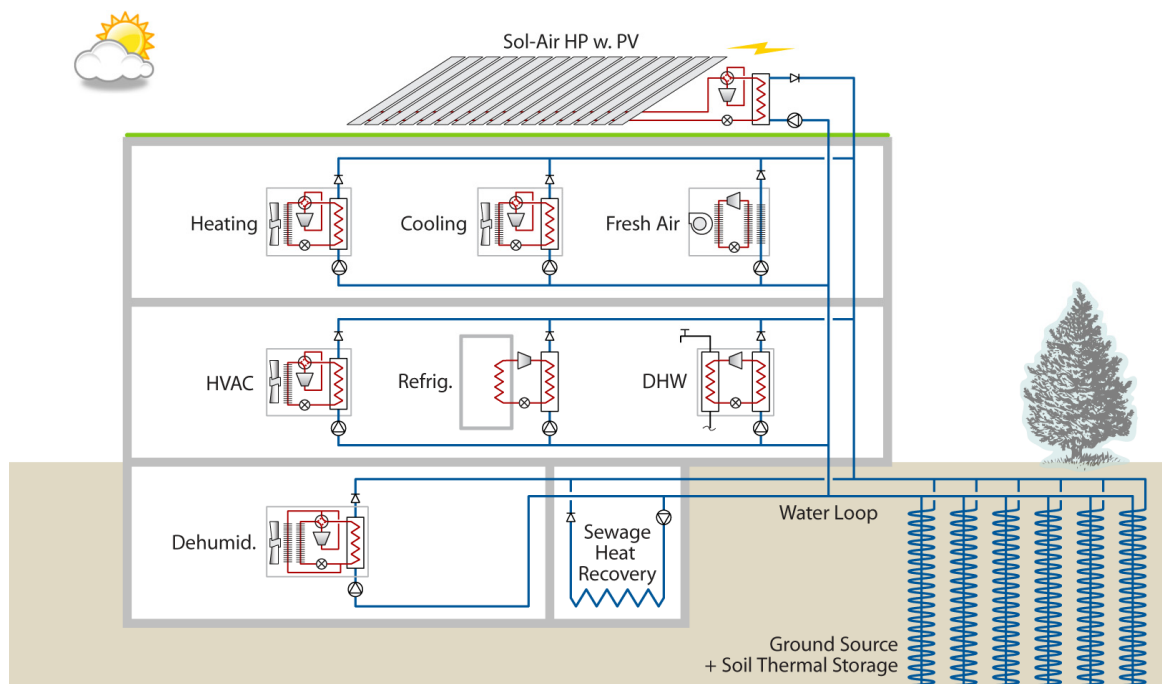 Sol-Air HP w. PV
Heating
Cooling
Fresh Air
HVAC
Refrig.
DHW
Water Loop
Dehumid.
Sewage
Heat
Recovery
Ground Source
+ Soil Thermal Storage